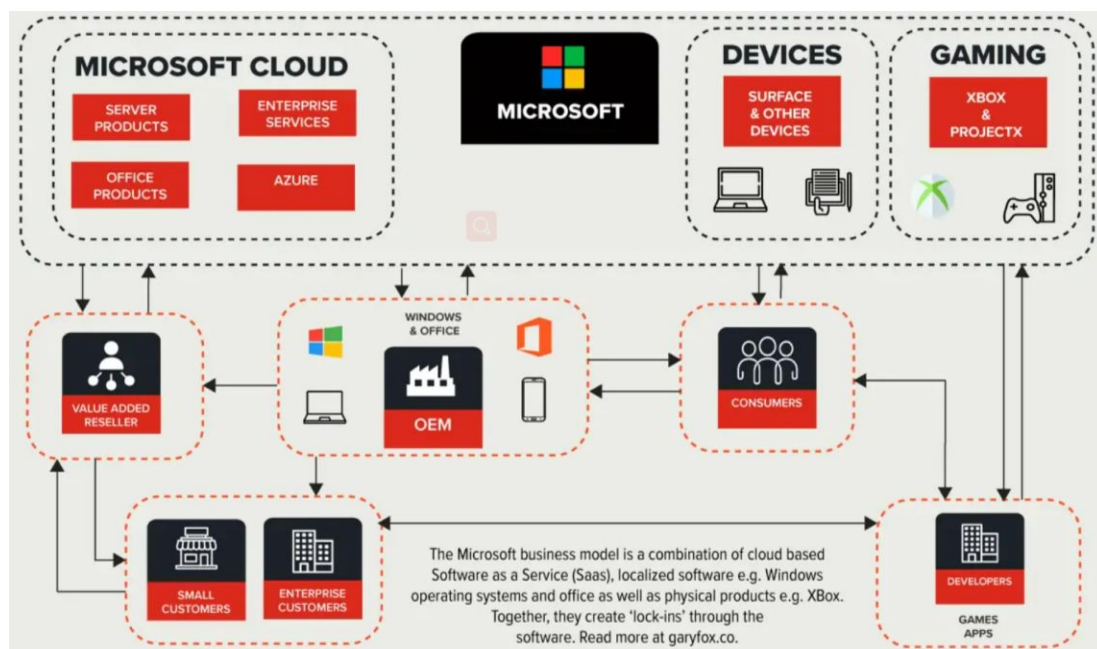 MICROSOFT CLOUD
SERVER
PRODUCTS
ENTERPRISE
SERVICES
OFFICE
PRODUCTS
AZURE
MICROSOFT
DEVICES
SURFACE
& OTHER
DEVICES
GAMING
XBOX
&
PROJECTX
VALUE ADDED
RESELLER
WINDOWS
& OFFICE
OEM
CONSUMERS
SMALL
CUSTOMERS
ENTERPRISE
CUSTOMERS
The Microsoft business model is a combination of cloud based
Software as a Service (Saas), localized software e.g. Windows
operating systems and office as well as physical products e.g. XBox.
Together, they create ‘lock-ins’ through the
software. Read more at garyfox.co.
DEVELOPERS
GAMES
APPS